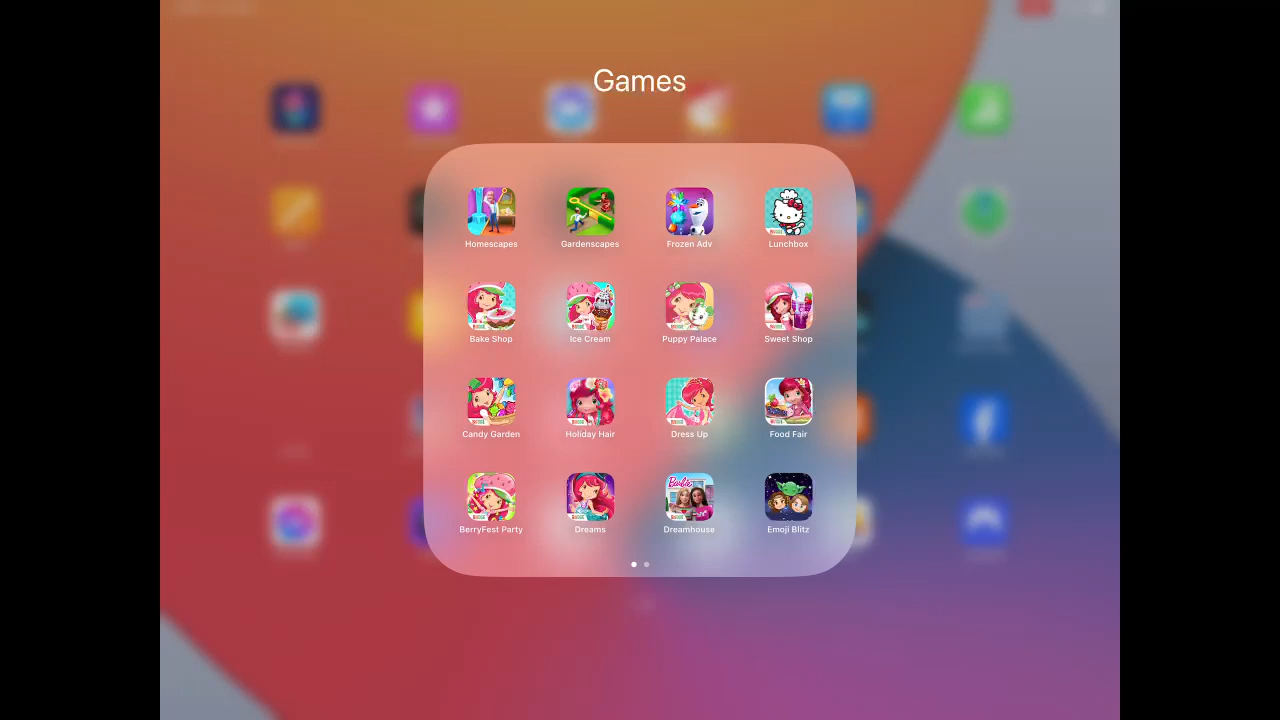 Games
Homescapes
Gardenscapes
Frozen Adv
Lunchbox
Bake Shop
Ice Cream
Puppy Palace
Sweet Shop
Candy Garden
Holiday Hair
Dress Up
Food Fair
BerryFest Party
Dreams
Barbie
Dreamhouse
Emoji Blitz